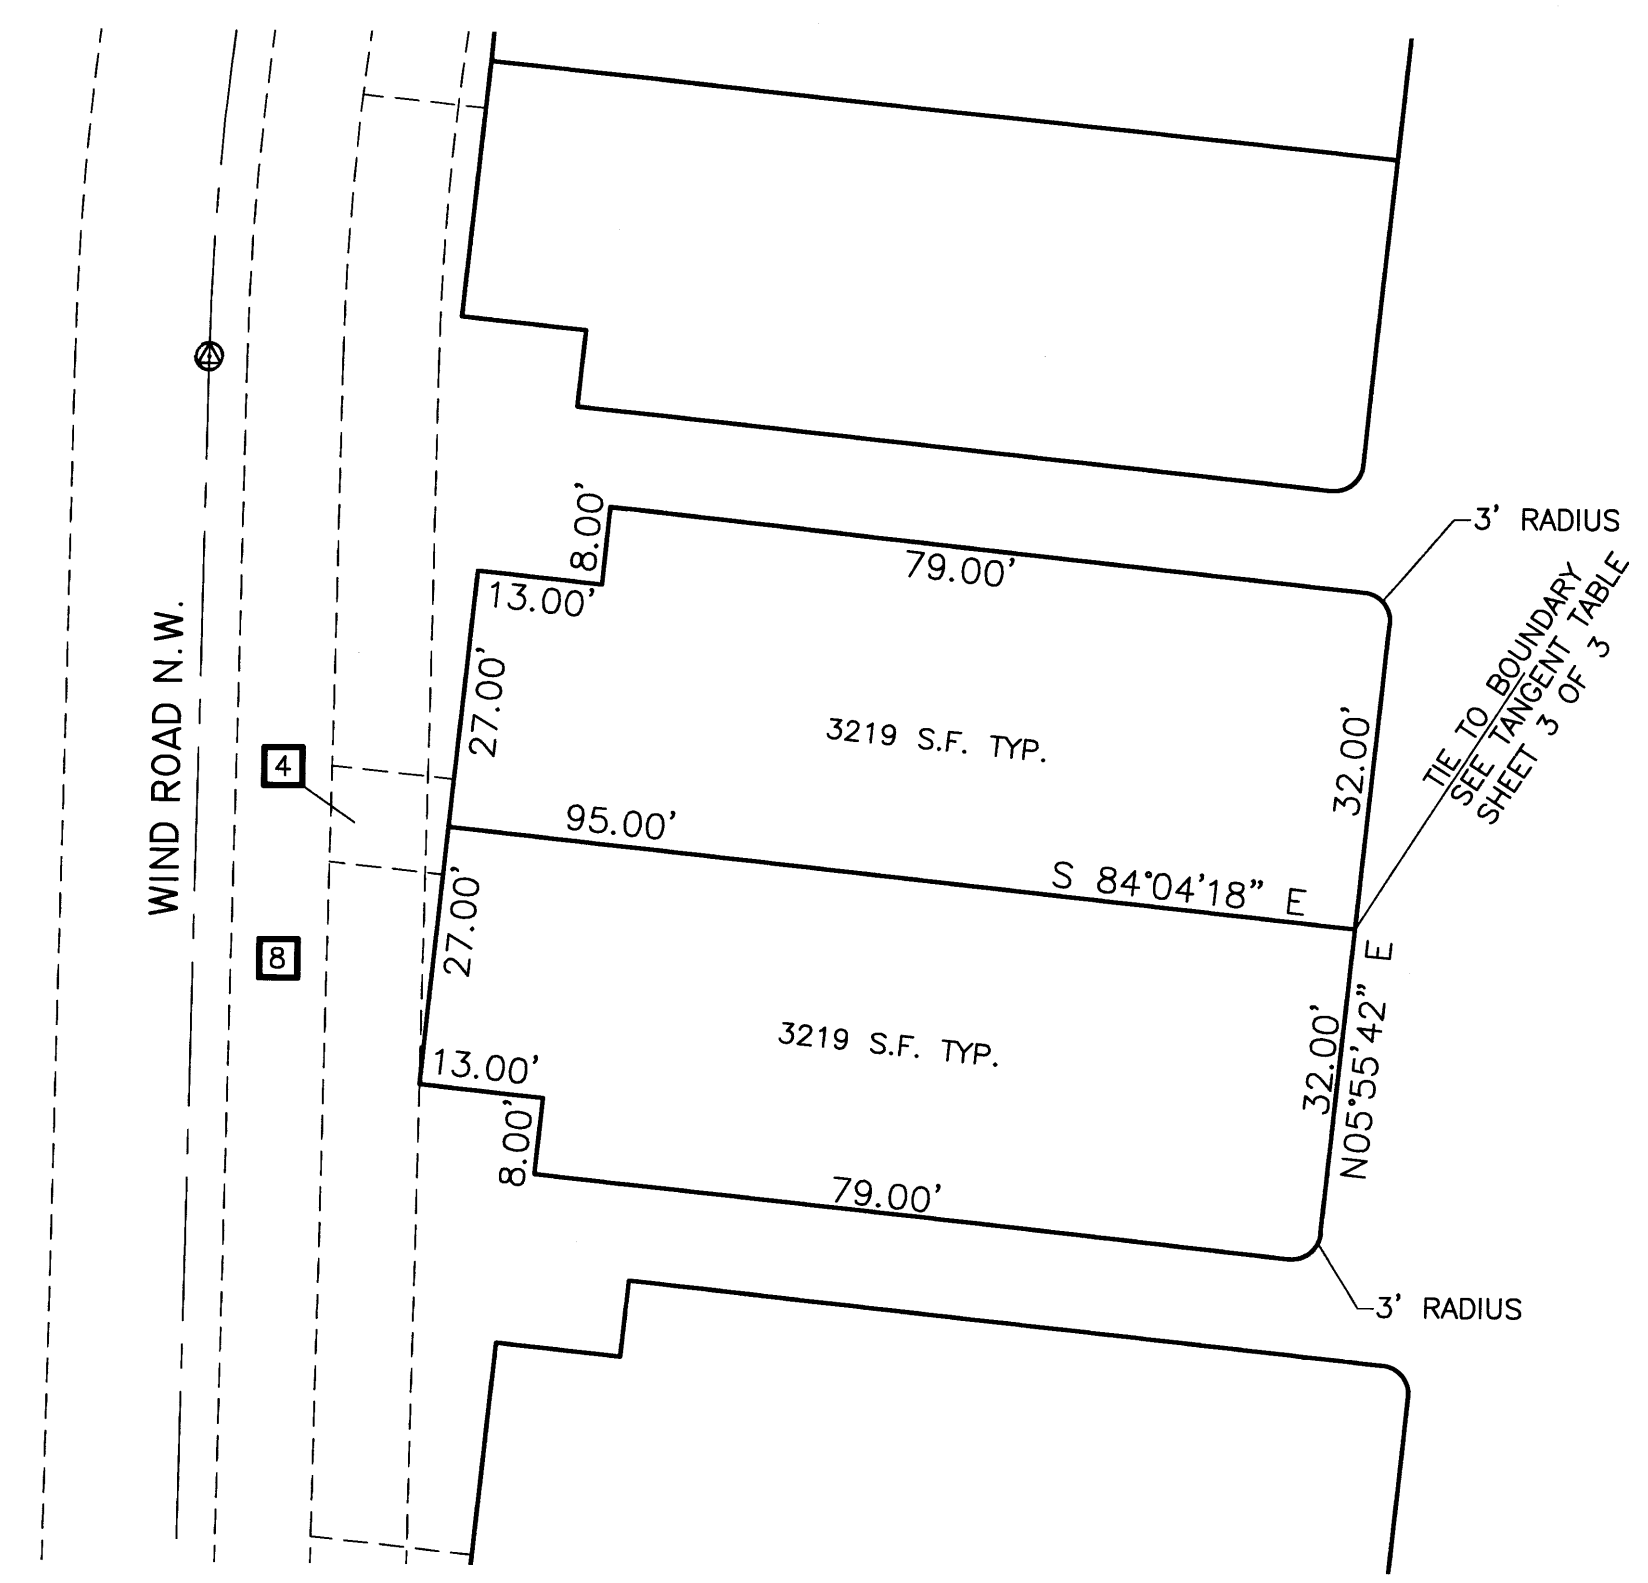 WIND ROAD N.W.
4
8
8.00'
13.00'
79.00'
3' RADIUS
27.00'
3219 S.F. TYP.
32.00'
TIE TO BOUNDARY
SEE TANGENT TABLE
SHEET 3 OF 3
95.00'
S 84°04'18" E
27.00'
3219 S.F. TYP.
32.00'
N05°55'42" E
13.00'
8.00'
79.00'
3' RADIUS